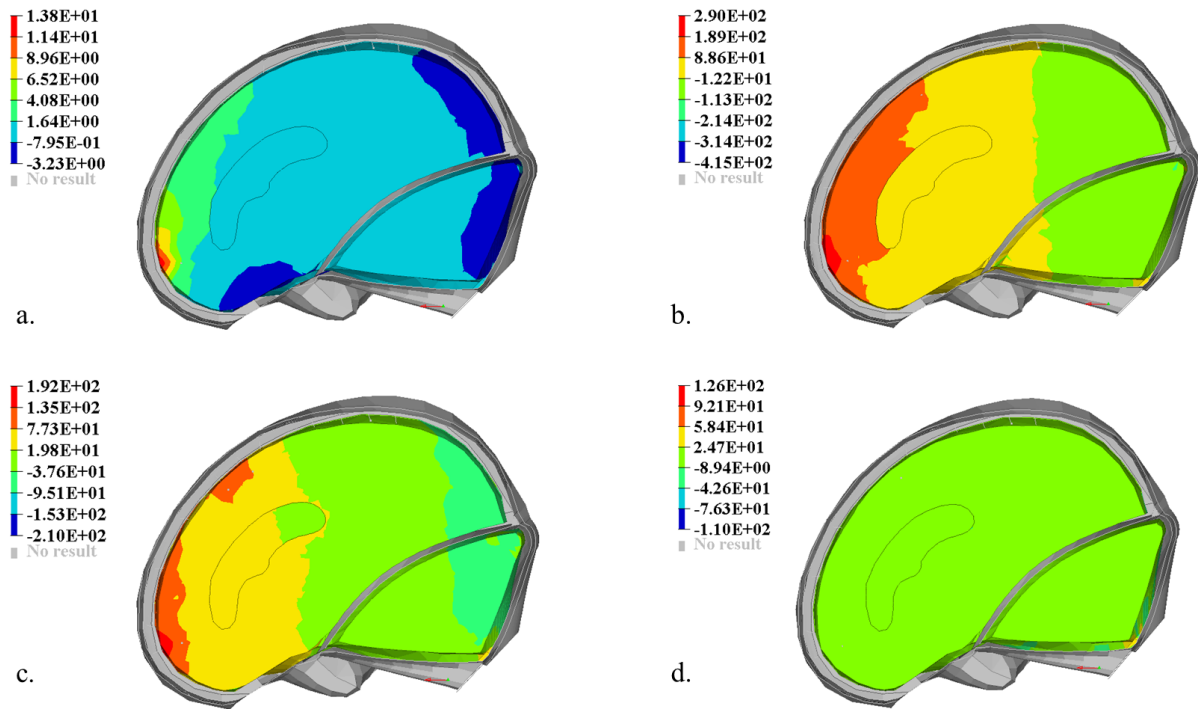 1.38E+01
1.14E+01
8.96E+00
6.52E+00
4.08E+00
1.64E+00
-7.95E-01
-3.23E+00
No result
a.
2.90E+02
1.89E+02
8.86E+01
-1.22E+01
-1.13E+02
-2.14E+02
-3.14E+02
-4.15E+02
No result
b.
1.92E+02
1.35E+02
7.73E+01
1.98E+01
-3.76E+01
-9.51E+01
-1.53E+02
-2.10E+02
No result
c.
1.26E+02
9.21E+01
5.84E+01
2.47E+01
-8.94E+00
-4.26E+01
-7.63E+01
-1.10E+02
No result
d.